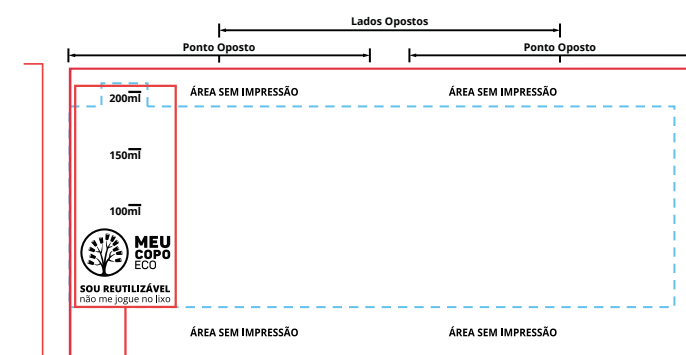 Lados Opostos
Ponto Oposto
Ponto Oposto
ÁREA SEM IMPRESSÃO
ÁREA SEM IMPRESSÃO
200ml
150ml
100ml
MEU
COPO
ECO
SOU REUTILIZÁVEL
não me jogue no lixo
ÁREA SEM IMPRESSÃO
ÁREA SEM IMPRESSÃO